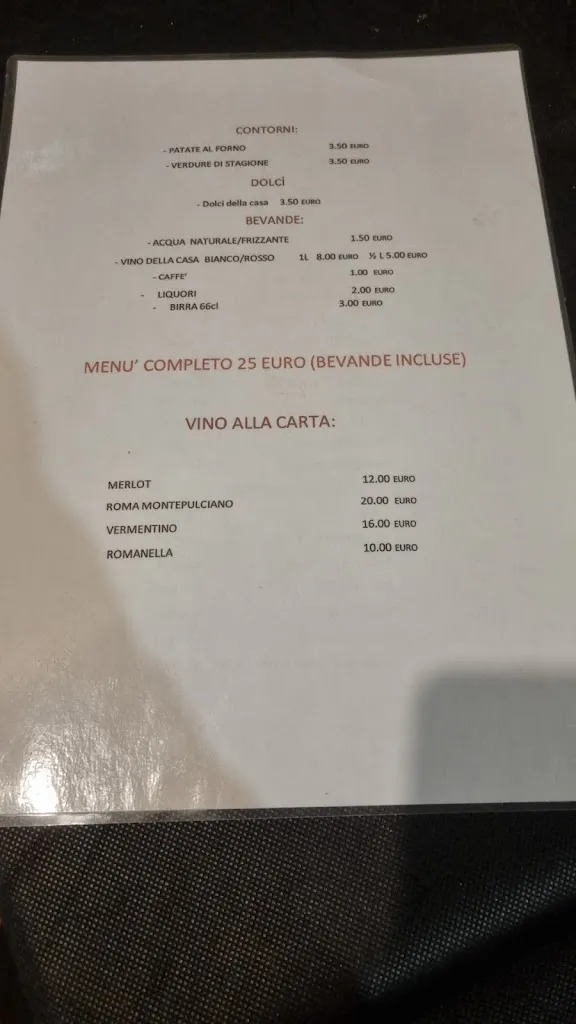 CONTORNI:
- PATATE AL FORNO 3.50 EURO
- VERDURE DI STAGIONE 3.50 EURO
DOLCÌ
- Dolci della casa 3.50 EURO
BEVANDE:
- ACQUA NATURALE/FRIZZANTE 1.50 EURO
- VINO DELLA CASA BIANCO/ROSSO 1L 8.00 EURO ½ L 5.00 EURO
- CAFFE' 1.00 EURO
- LIQUORI 2.00 EURO
- BIRRA 66cl 3.00 EURO
MENU' COMPLETO 25 EURO (BEVANDE INCLUSE)
VINO ALLA CARTA:
MERLOT 12.00 EURO
ROMA MONTEPULCIANO 20.00 EURO
VERMENTINO 16.00 EURO
ROMANELLA 10.00 EURO